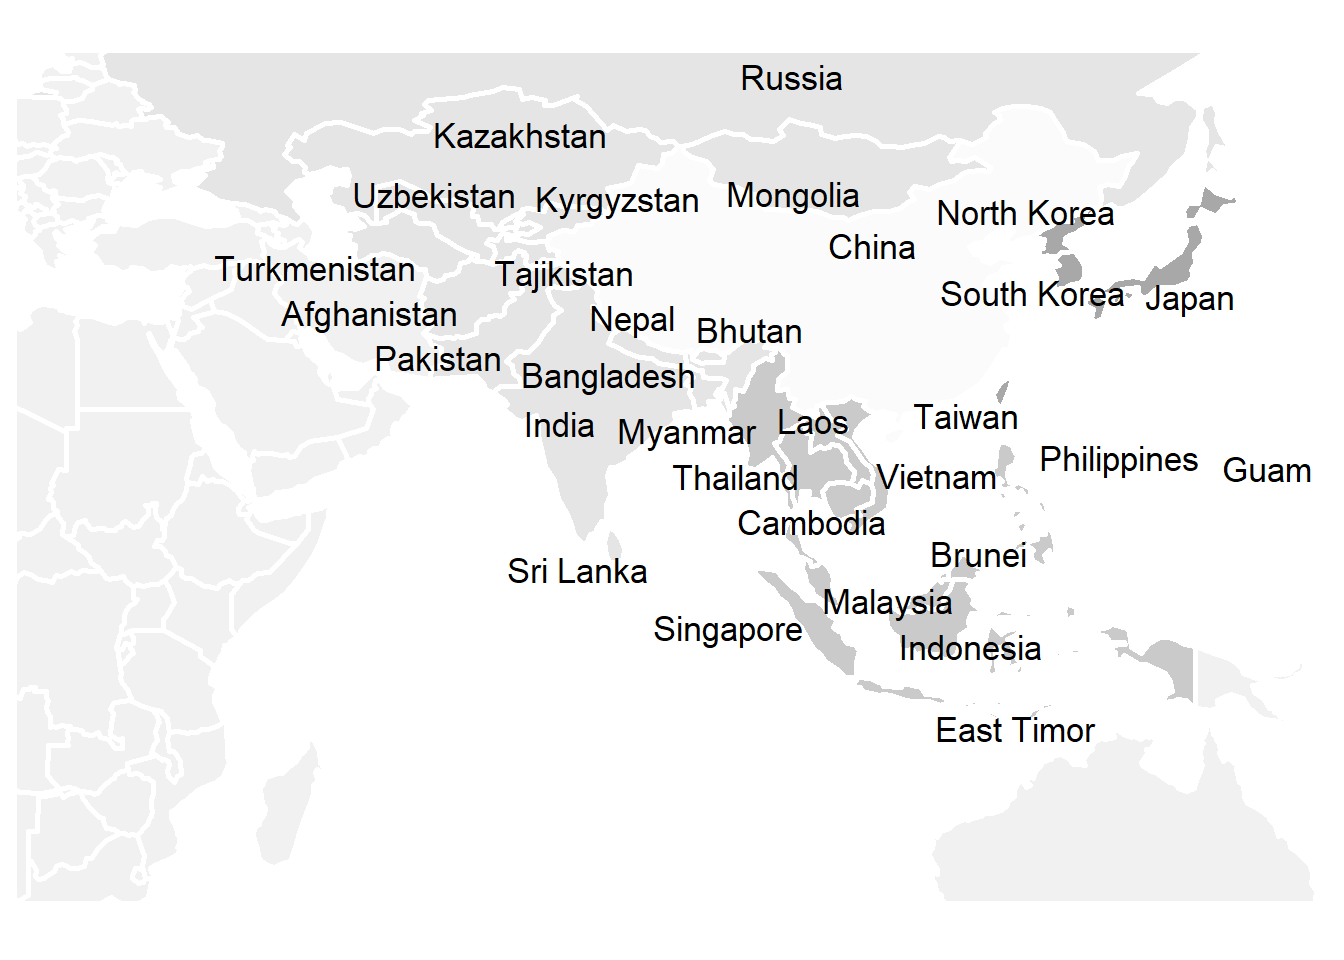 Russia
Kazakhstan
Uzbekistan
Kyrgyzstan
Mongolia
North Korea
China
Turkmenistan
Tajikistan
South Korea
Japan
Afghanistan
Nepal
Bhutan
Pakistan
Bangladesh
India
Myanmar
Laos
Taiwan
Philippines
Guam
Thailand
Vietnam
Cambodia
Brunei
Sri Lanka
Malaysia
Singapore
Indonesia
East Timor